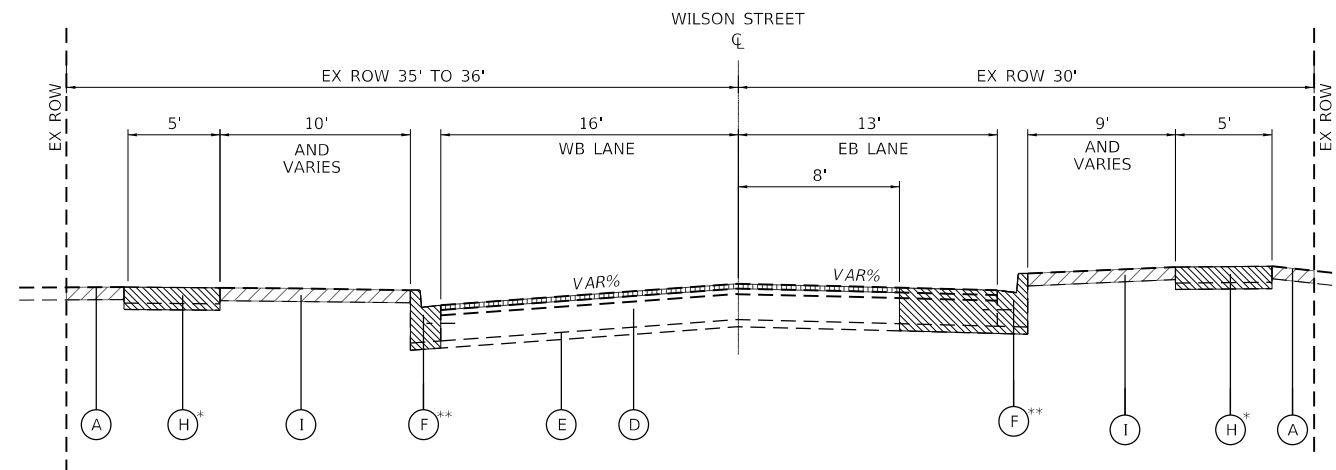 WILSON STREET
℄
EX ROW 35' TO 36'
EX ROW 30'
EX ROW
EX ROW
5'
10'
AND
VARIES
16'
WB LANE
13'
EB LANE
9'
AND
VARIES
5'
8'
VAR%
VAR%
A
H*
I
F**
E
D
F**
I
H*
A